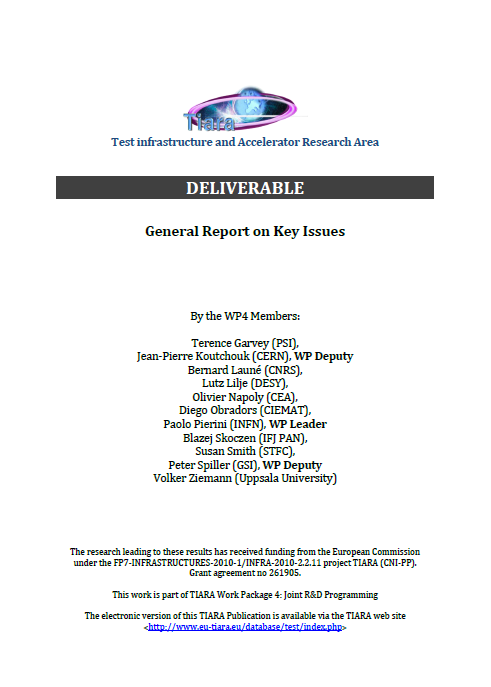 Tiara
Test infrastructure and Accelerator Research Area
DELIVERABLE
General Report on Key Issues
By the WP4 Members:
Terence Garvey (PSI),
Jean-Pierre Koutchouk (CERN), WP Deputy
Bernard Launé (CNRS),
Lutz Lilje (DESY),
Olivier Napoly (CEA),
Diego Obradors (CIEMAT),
Paolo Pierini (INFN), WP Leader
Blazej Skoczen (IFJ PAN),
Susan Smith (STFC),
Peter Spiller (GSI), WP Deputy
Volker Ziemann (Uppsala University)
The research leading to these results has received funding from the European Commission
under the FP7-INFRASTRUCTURES-2010-1/INFRA-2010-2.2.11 project TIARA (CNI-PP).
Grant agreement no 261905.
This work is part of TIARA Work Package 4: Joint R&D Programming
The electronic version of this TIARA Publication is available via the TIARA web site
<http://www.eu-tiara.eu/database/test/index.php>